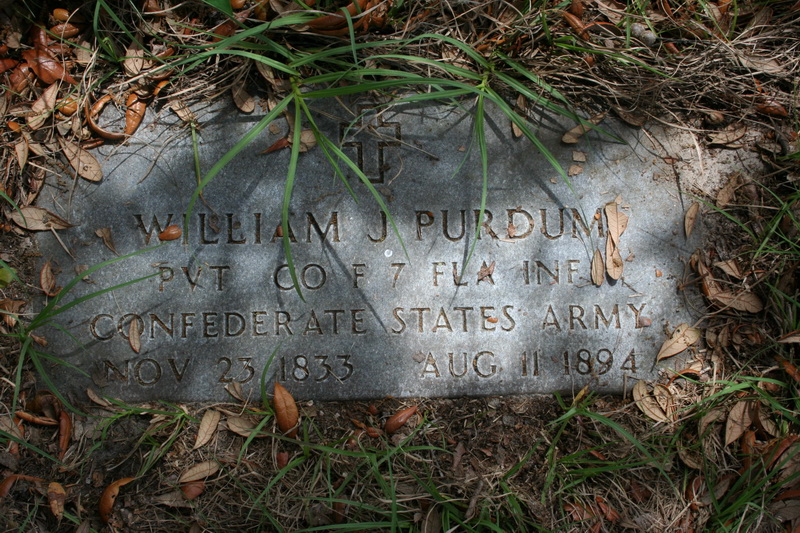 WILLIAM J PURDUM
PVT CO F 7 FLA INF
CONFEDERATE STATES ARMY
NOV 23 1833 AUG 11 1894